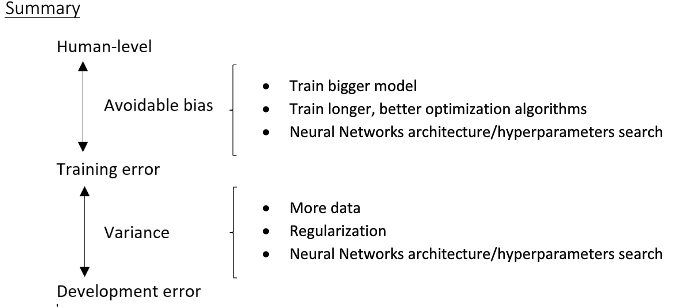 Summary
Human-level
Avoidable bias
• Train bigger model
• Train longer, better optimization algorithms
• Neural Networks architecture/hyperparameters search
Training error
Variance
• More data
• Regularization
• Neural Networks architecture/hyperparameters search
Development error